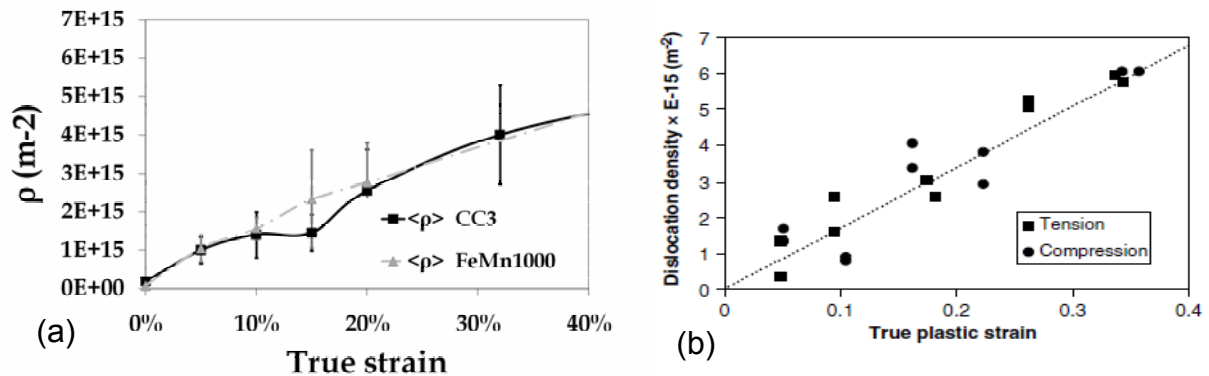 7E+15
6E+15
5E+15
4E+15
3E+15
2E+15
1E+15
0E+00
ρ (m-2)
0%
10%
20%
30%
40%
True strain
<ρ> CC3
<ρ> FeMn1000
(a)
7
6
5
4
3
2
1
0
Dislocation density × E-15 (m⁻²)
0
0.1
0.2
0.3
0.4
True plastic strain
Tension
Compression
(b)